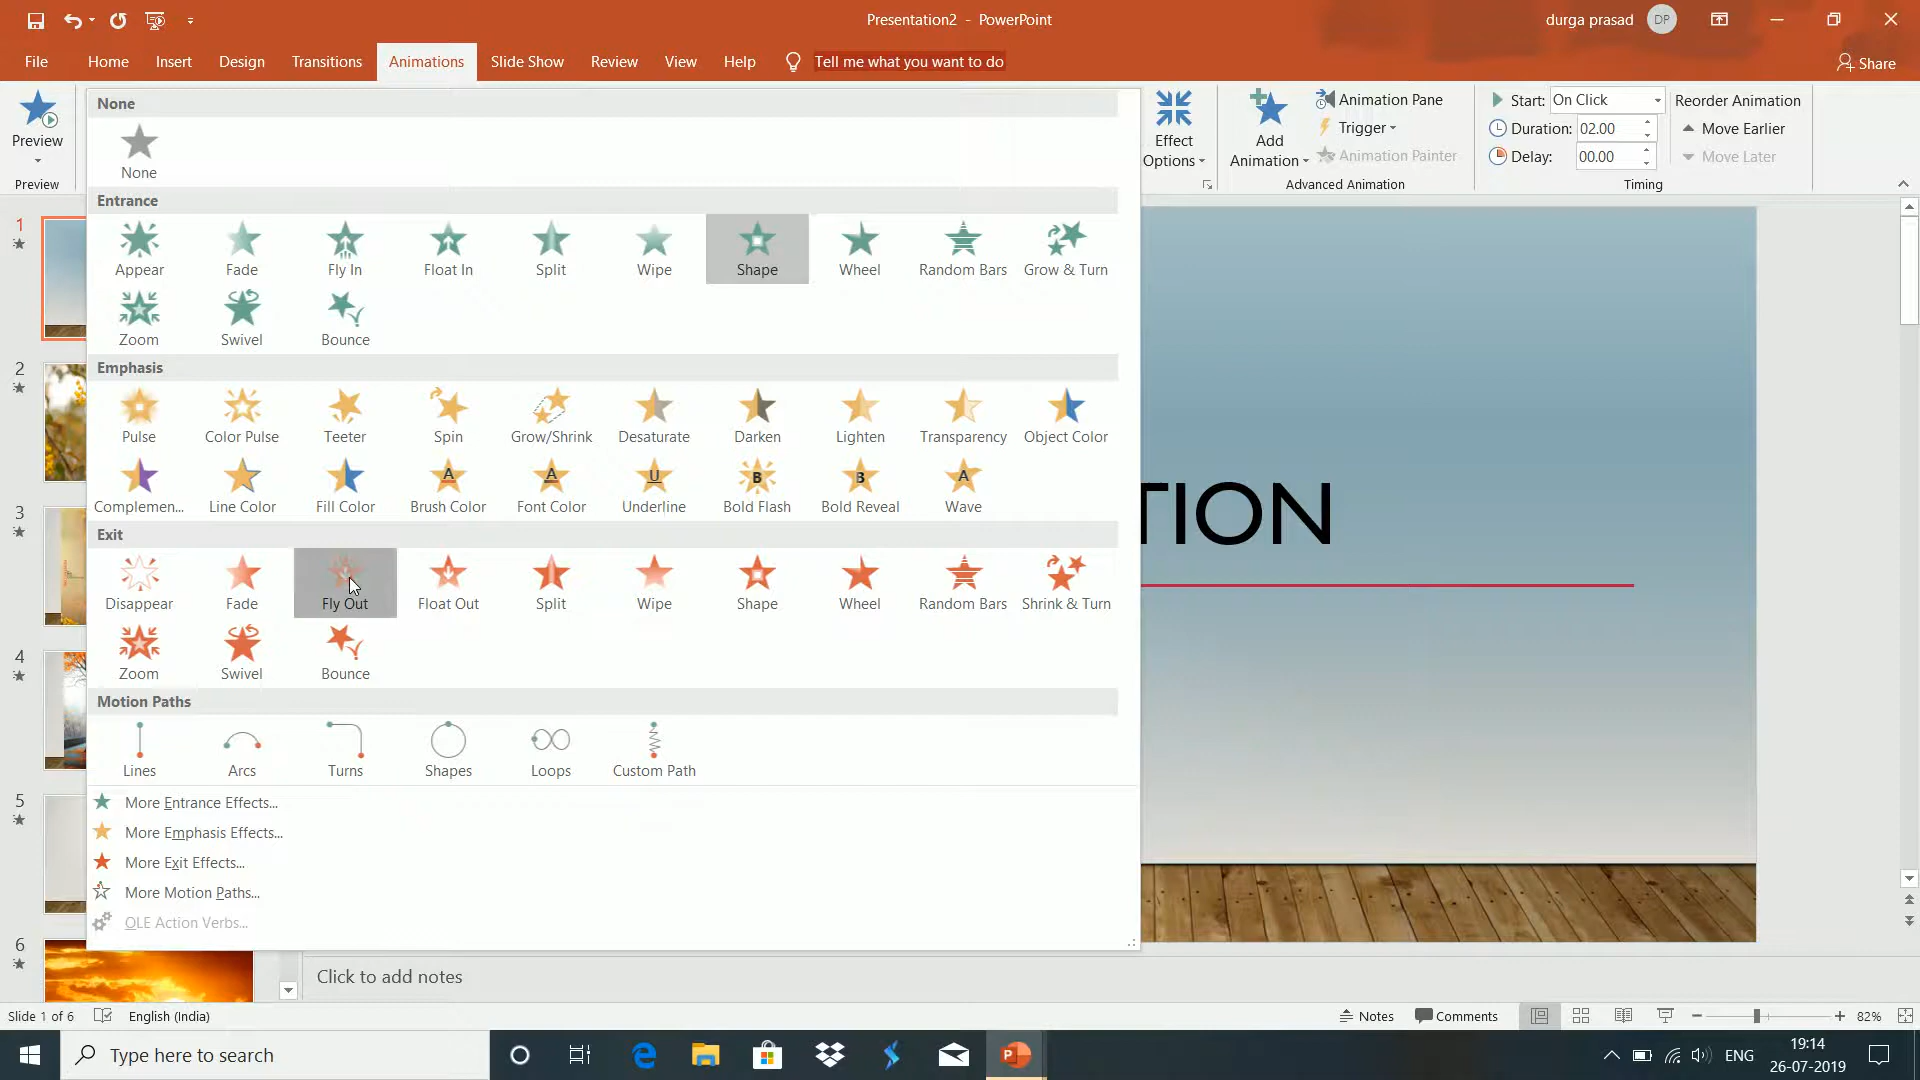 Presentation2 - PowerPoint
durga prasad DP
File Home Insert Design Transitions Animations Slide Show Review View Help Tell me what you want to do Share
Preview
Preview
None
None
Entrance
Appear Fade Fly In Float In Split Wipe Shape Wheel Random Bars Grow & Turn
Zoom Swivel Bounce
Emphasis
Pulse Color Pulse Teeter Spin Grow/Shrink Desaturate Darken Lighten Transparency Object Color
Complemen... Line Color Fill Color Brush Color Font Color Underline Bold Flash Bold Reveal Wave
Exit
Disappear Fade Fly Out Float Out Split Wipe Shape Wheel Random Bars Shrink & Turn
Zoom Swivel Bounce
Motion Paths
Lines Arcs Turns Shapes Loops Custom Path
More Entrance Effects...
More Emphasis Effects...
More Exit Effects...
More Motion Paths...
OLE Action Verbs...
Effect
Options
Add
Animation
Animation Pane
Trigger
Animation Painter
Advanced Animation
Start: On Click
Duration: 02.00
Delay: 00.00
Timing
Reorder Animation
Move Earlier
Move Later
1
2
3
4
5
6
TION
Click to add notes
Slide 1 of 6 English (India) Notes Comments 82%
Type here to search
ENG
19:14
26-07-2019